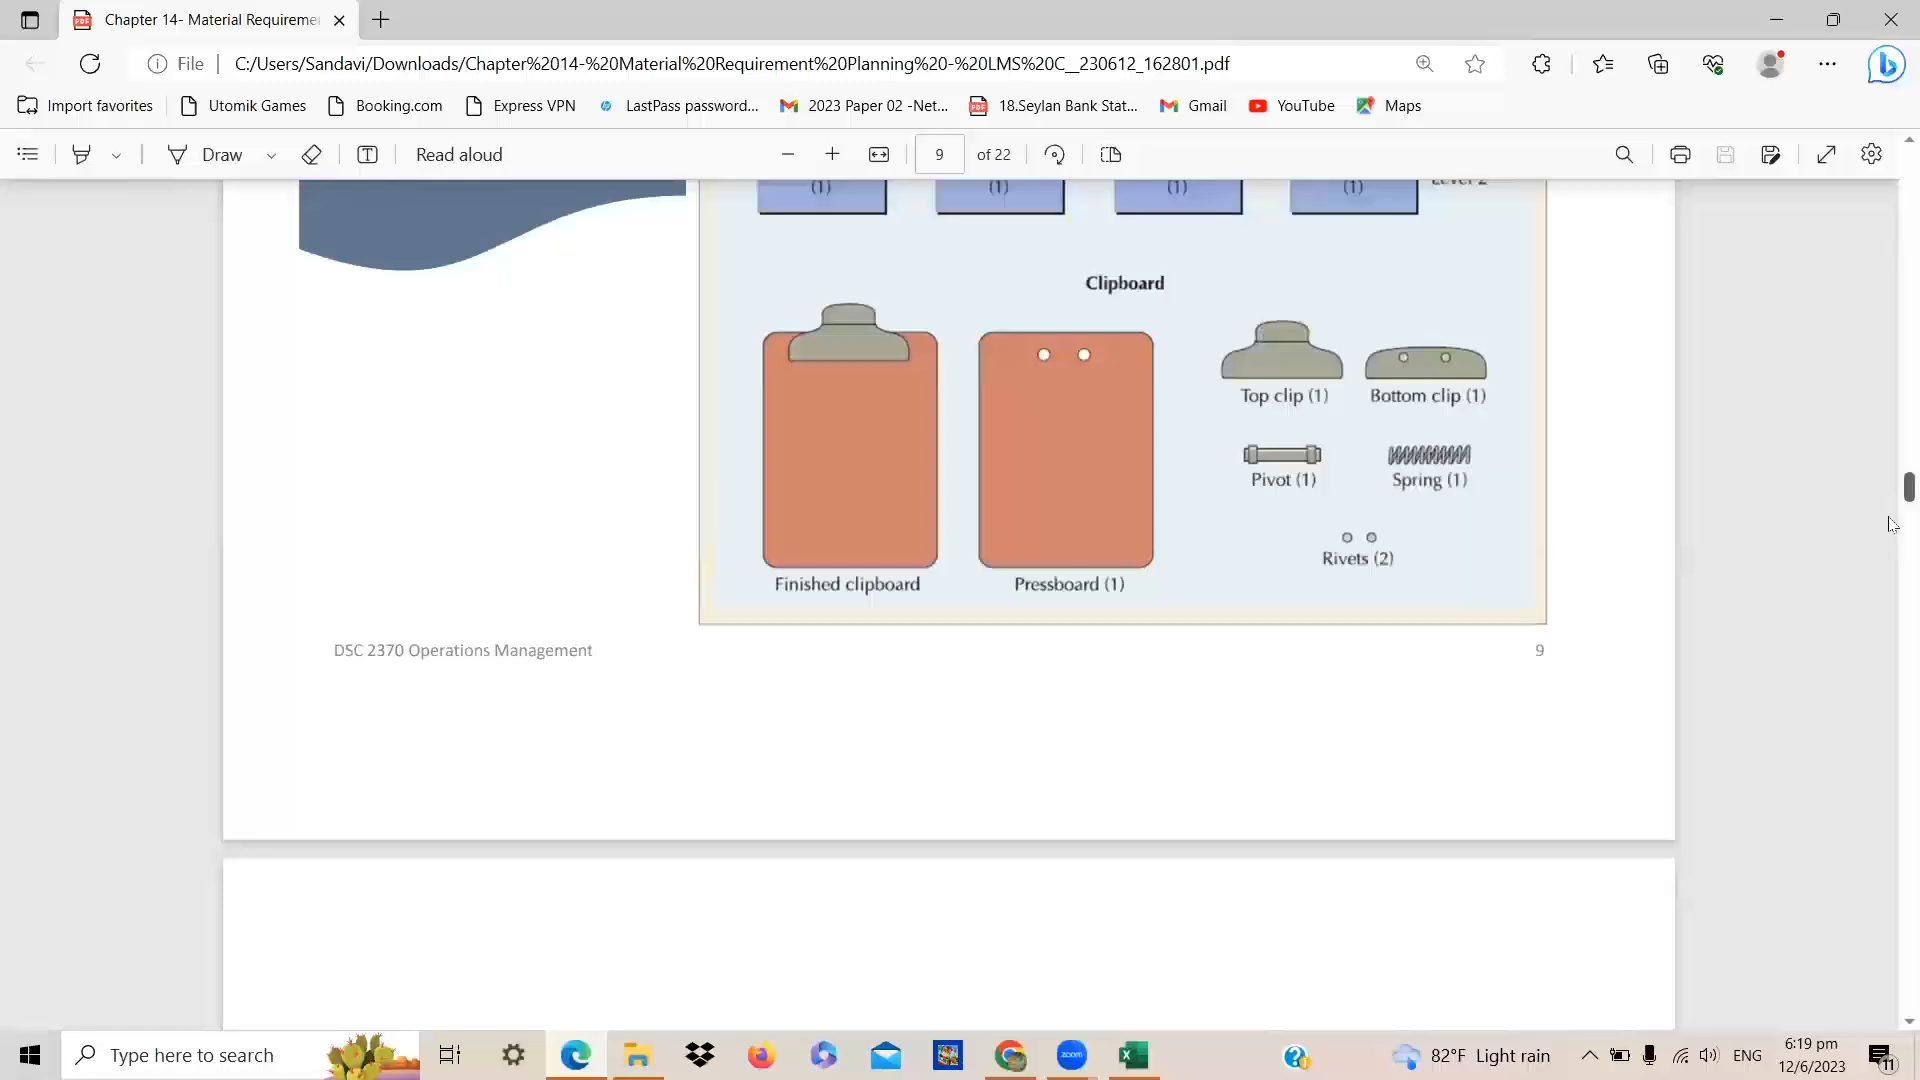 Chapter 14- Material Requireme
File
C:/Users/Sandavi/Downloads/Chapter%2014-%20Material%20Requirement%20Planning%20-%20LMS%20C__230612_162801.pdf
Import favorites
Utomik Games
Booking.com
Express VPN
LastPass password...
2023 Paper 02 -Net...
18.Seylan Bank Stat...
Gmail
YouTube
Maps
Draw
Read aloud
9
of 22
(1)
(1)
(1)
(1)
Clipboard
Top clip (1)
Bottom clip (1)
Pivot (1)
Spring (1)
Rivets (2)
Finished clipboard
Pressboard (1)
DSC 2370 Operations Management
9
Type here to search
zoom
82°F Light rain
ENG
6:19 pm
12/6/2023
11